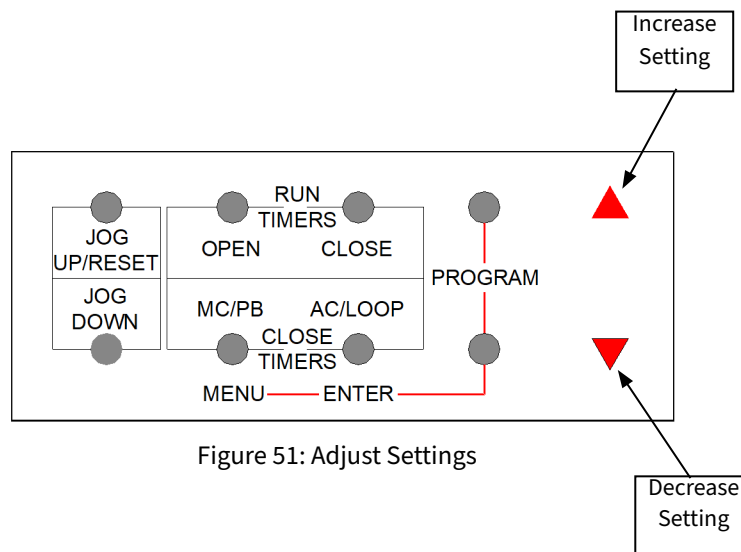 Increase
Setting
RUN
TIMERS
JOG
UP/RESET
OPEN
CLOSE
PROGRAM
JOG
DOWN
MC/PB
AC/LOOP
CLOSE
TIMERS
MENU
ENTER
Figure 51: Adjust Settings
Decrease
Setting